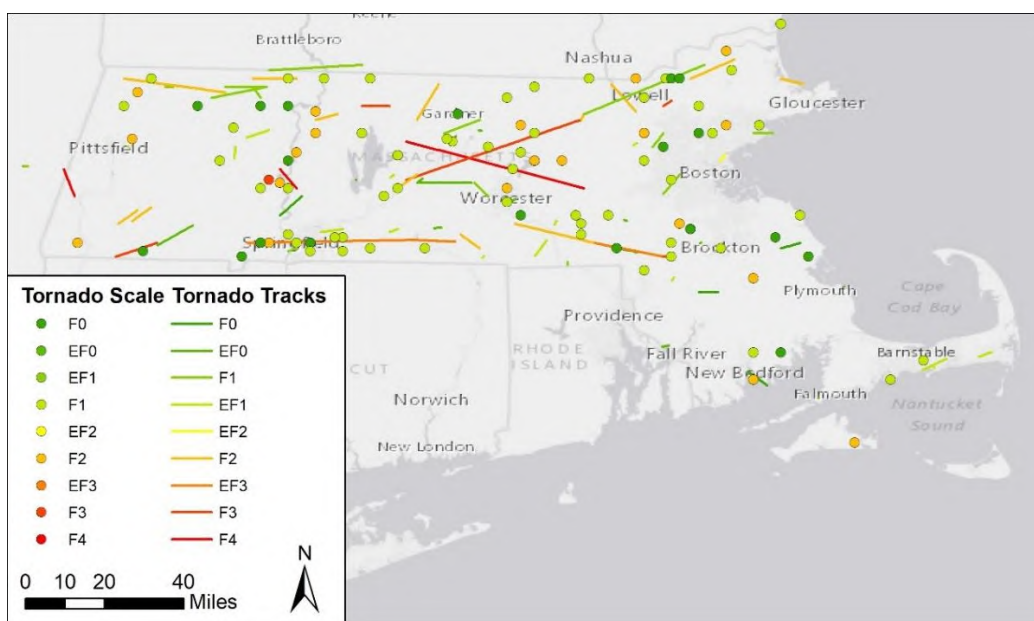 Keene
Brattleboro
Nashua
Lowell
Gloucester
Gardner
Pittsfield
MASSACHUSETTS
Boston
Worcester
Springfield
Brockton
Plymouth
Cape
Cod Bay
Providence
Fall River
Barnstable
RHODE
ISLAND
CUT
New Bedford
Norwich
Falmouth
Nantucket
Sound
New London
Tornado Scale Tornado Tracks
F0 F0
EF0 EF0
EF1 F1
F1 EF1
EF2 EF2
F2 F2
EF3 EF3
F3 F3
F4 F4
N
0 10 20 40
Miles